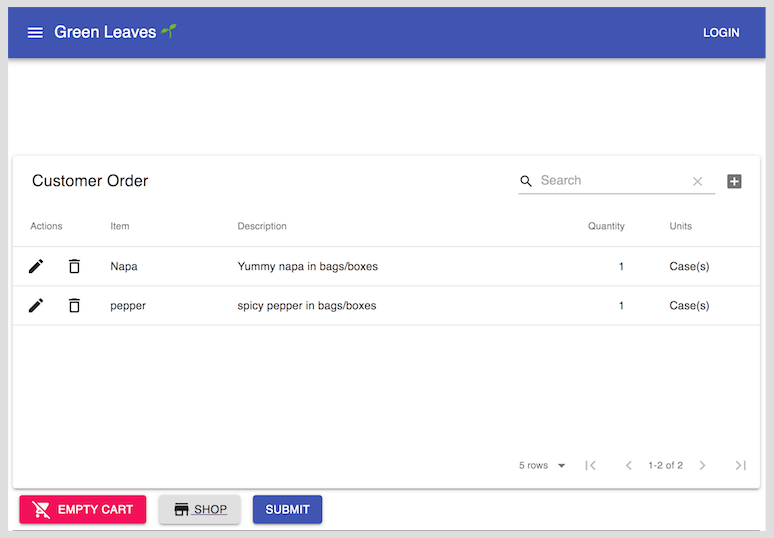 Green Leaves LOGIN
Customer Order Search
Actions Item Description Quantity Units
Napa Yummy napa in bags/boxes 1 Case(s)
pepper spicy pepper in bags/boxes 1 Case(s)
5 rows 1-2 of 2
EMPTY CART SHOP SUBMIT